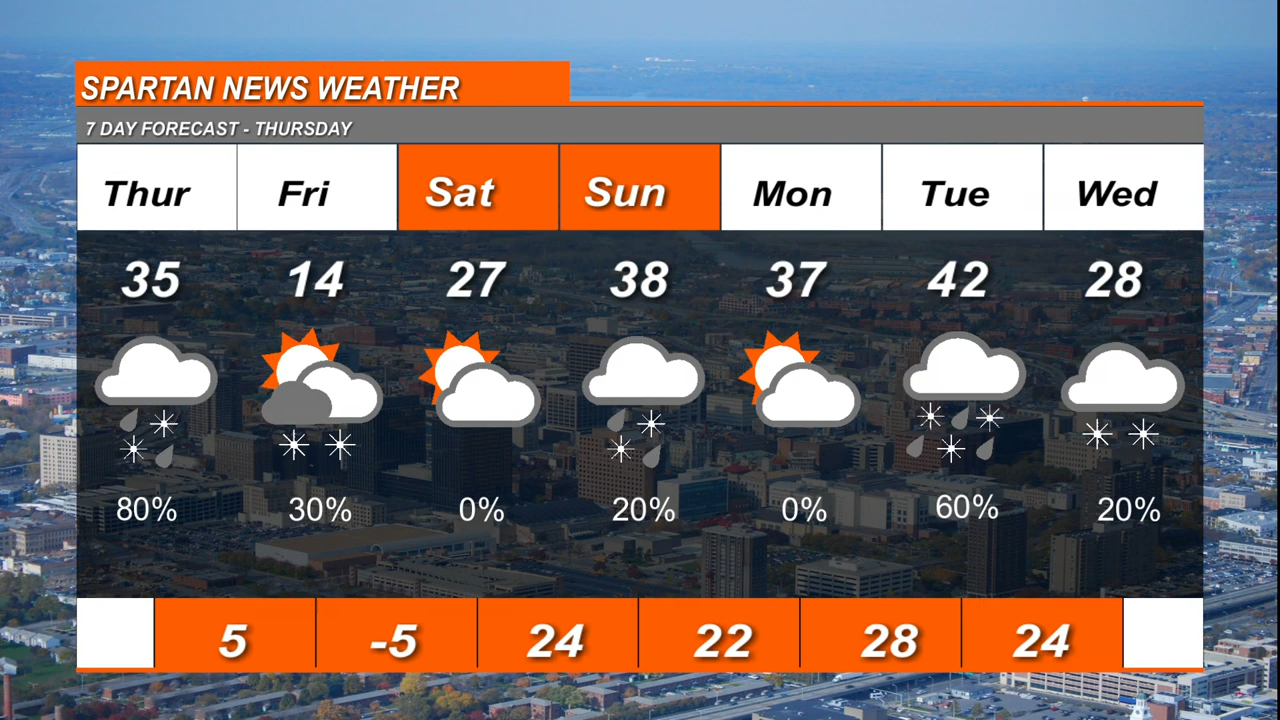 SPARTAN NEWS WEATHER
7 DAY FORECAST - THURSDAY
Thur Fri Sat Sun Mon Tue Wed
35 14 27 38 37 42 28
80% 30% 0% 20% 0% 60% 20%
5 -5 24 22 28 24